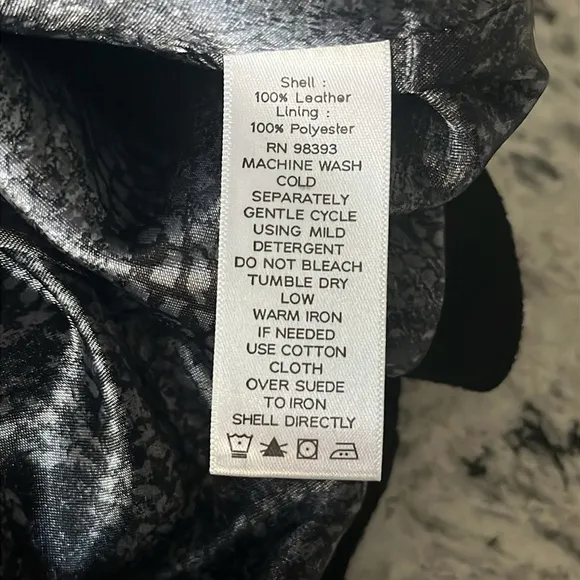 Shell :
100% Leather
Lining :
100% Polyester
RN 98393
MACHINE WASH
COLD
SEPARATELY
GENTLE CYCLE
USING MILD
DETERGENT
DO NOT BLEACH
TUMBLE DRY
LOW
WARM IRON
IF NEEDED
USE COTTON
CLOTH
OVER SUEDE
TO IRON
SHELL DIRECTLY